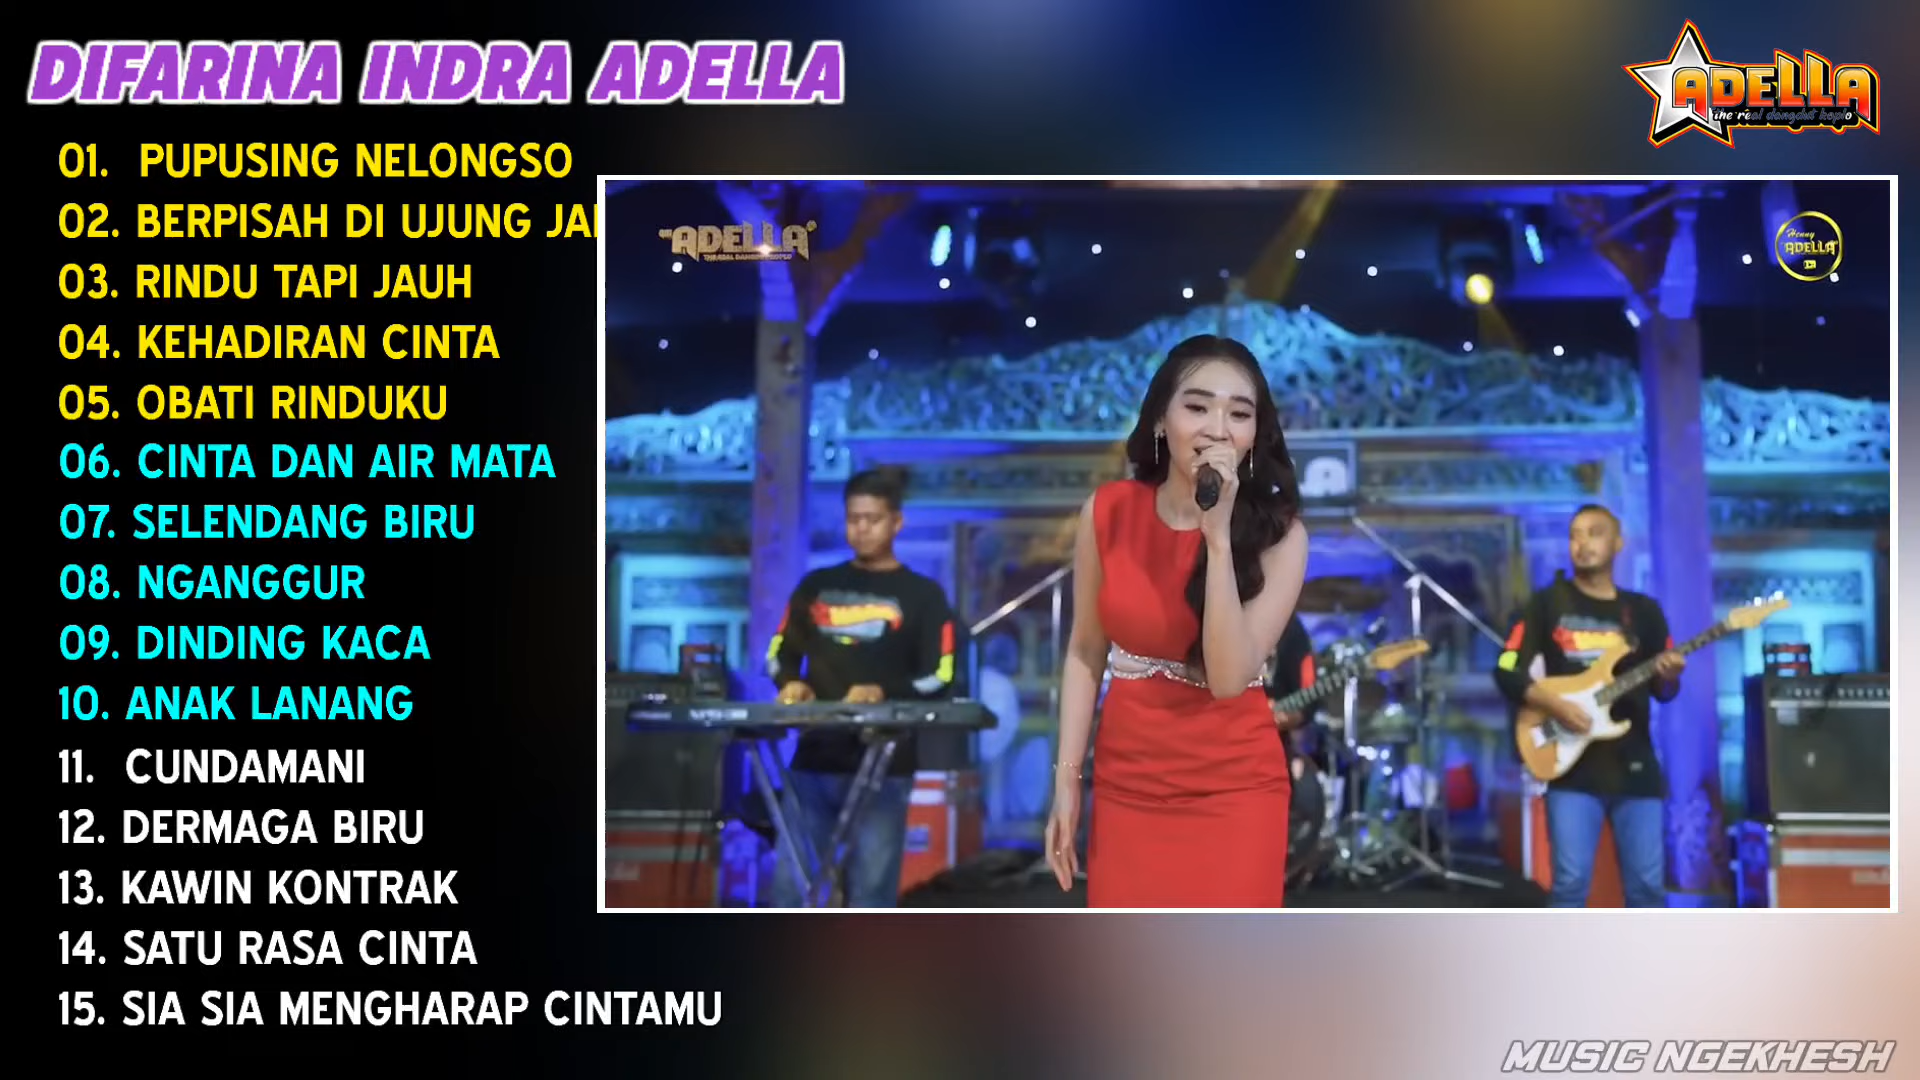 DIFARINA INDRA ADELLA
ADELLA
the real dangdut koplo
01. PUPUSING NELONGSO
02. BERPISAH DI UJUNG JA
03. RINDU TAPI JAUH
04. KEHADIRAN CINTA
05. OBATI RINDUKU
06. CINTA DAN AIR MATA
07. SELENDANG BIRU
08. NGANGGUR
09. DINDING KACA
10. ANAK LANANG
11. CUNDAMANI
12. DERMAGA BIRU
13. KAWIN KONTRAK
14. SATU RASA CINTA
15. SIA SIA MENGHARAP CINTAMU
ADELLA
Henny
ADELLA
MUSIC NGEKHESH